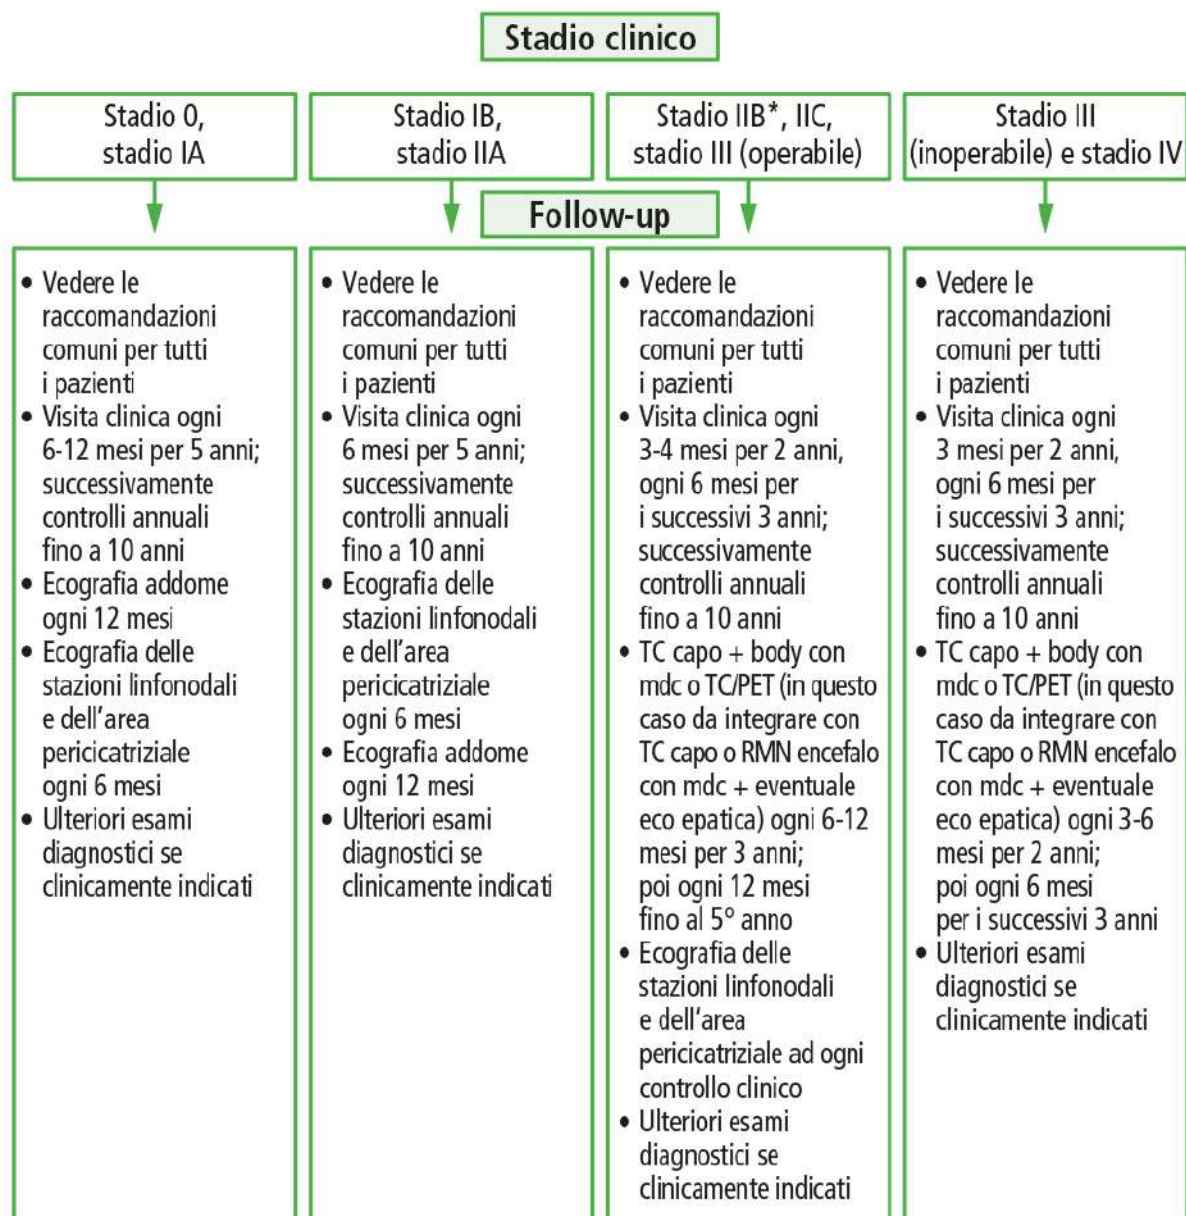 Stadio clinico
Stadio 0,
stadio IA
Stadio IB,
stadio IIA
Stadio IIB*, IIC,
stadio III (operabile)
Stadio III
(inoperabile) e stadio IV
Follow-up
• Vedere le
raccomandazioni
comuni per tutti
i pazienti
• Visita clinica ogni
6-12 mesi per 5 anni;
successivamente
controlli annuali
fino a 10 anni
• Ecografia addome
ogni 12 mesi
• Ecografia delle
stazioni linfonodali
e dell'area
pericicatriziale
ogni 6 mesi
• Ulteriori esami
diagnostici se
clinicamente indicati
• Vedere le
raccomandazioni
comuni per tutti
i pazienti
• Visita clinica ogni
6 mesi per 5 anni;
successivamente
controlli annuali
fino a 10 anni
• Ecografia delle
stazioni linfonodali
e dell'area
pericicatriziale
ogni 6 mesi
• Ecografia addome
ogni 12 mesi
• Ulteriori esami
diagnostici se
clinicamente indicati
• Vedere le
raccomandazioni
comuni per tutti
i pazienti
• Visita clinica ogni
3-4 mesi per 2 anni,
ogni 6 mesi per
i successivi 3 anni;
successivamente
controlli annuali
fino a 10 anni
• TC capo + body con
mdc o TC/PET (in questo
caso da integrare con
TC capo o RMN encefalo
con mdc + eventuale
eco epatica) ogni 6-12
mesi per 3 anni;
poi ogni 12 mesi
fino al 5° anno
• Ecografia delle
stazioni linfonodali
e dell'area
pericicatriziale ad ogni
controllo clinico
• Ulteriori esami
diagnostici se
clinicamente indicati
• Vedere le
raccomandazioni
comuni per tutti
i pazienti
• Visita clinica ogni
3 mesi per 2 anni,
ogni 6 mesi per
i successivi 3 anni;
successivamente
controlli annuali
fino a 10 anni
• TC capo + body con
mdc o TC/PET (in questo
caso da integrare con
TC capo o RMN encefalo
con mdc + eventuale
eco epatica) ogni 3-6
mesi per 2 anni;
poi ogni 6 mesi
per i successivi 3 anni
• Ulteriori esami
diagnostici se
clinicamente indicati